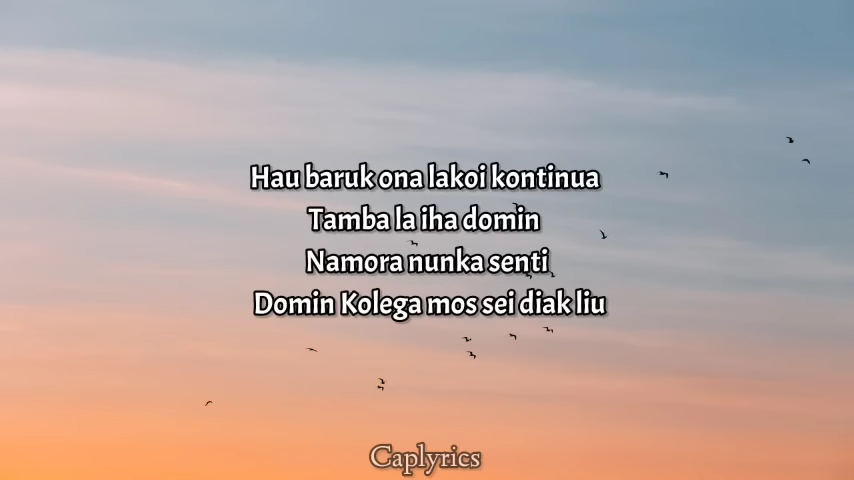 Hau baruk ona lakoi kontinua
Tamba la iha domin
Namora nunka senti
Domin Kolega mos sei diak liu
Caplyrics